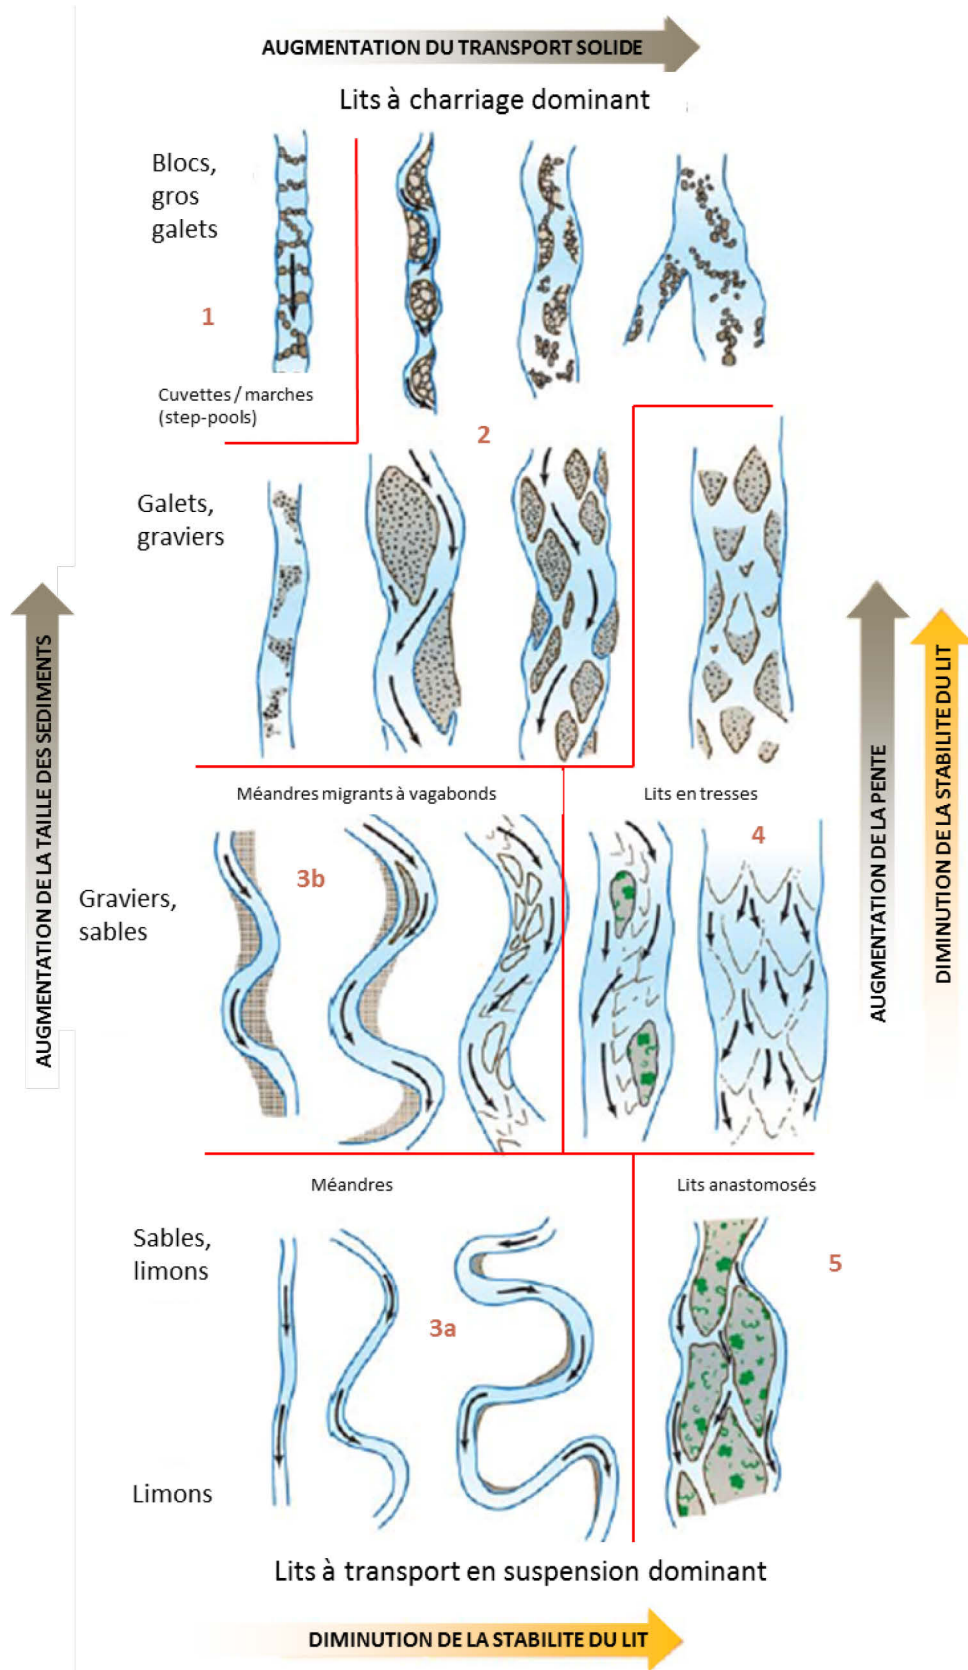 AUGMENTATION DU TRANSPORT SOLIDE
Lits à charriage dominant
Blocs,
gros
galets
1
Cuvettes / marches
(step-pools)
2
Galets,
graviers
AUGMENTATION DE LA TAILLE DES SEDIMENTS
AUGMENTATION DE LA PENTE
DIMINUTION DE LA STABILITE DU LIT
Méandres migrants à vagabonds
Lits en tresses
3b
4
Graviers,
sables
Méandres
Lits anastomosés
Sables,
limons
5
3a
Limons
Lits à transport en suspension dominant
DIMINUTION DE LA STABILITE DU LIT